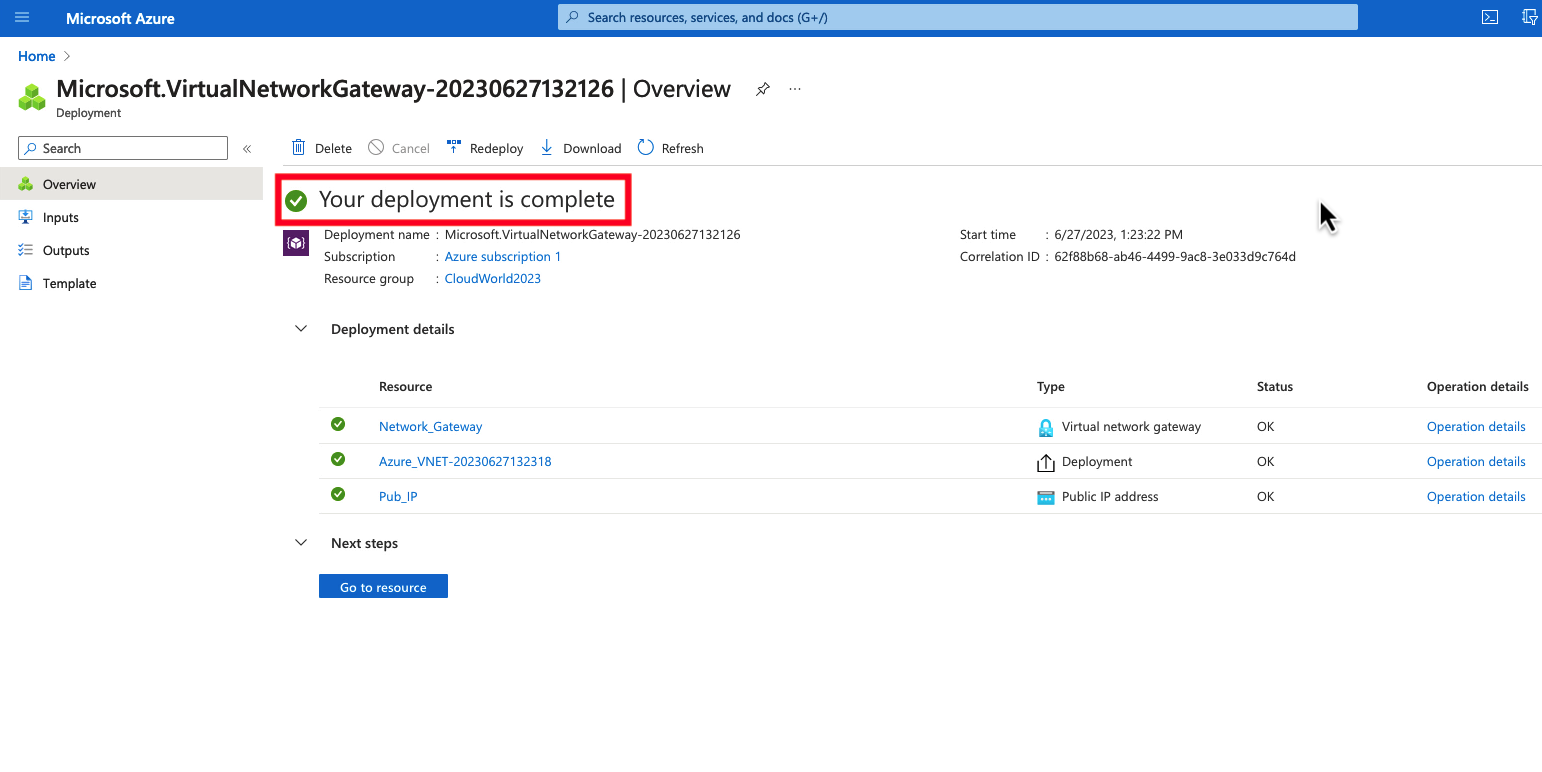 Microsoft Azure
Search resources, services, and docs (G+/)
Home
Microsoft.VirtualNetworkGateway-20230627132126 | Overview
Deployment
Search
Overview
Inputs
Outputs
Template
Delete
Cancel
Redeploy
Download
Refresh
Your deployment is complete
Deployment name : Microsoft.VirtualNetworkGateway-20230627132126
Subscription : Azure subscription 1
Resource group : CloudWorld2023
Start time : 6/27/2023, 1:23:22 PM
Correlation ID : 62f88b68-ab46-4499-9ac8-3e033d9c764d
Deployment details
Resource Type Status Operation details
Network_Gateway Virtual network gateway OK Operation details
Azure_VNET-20230627132318 Deployment OK Operation details
Pub_IP Public IP address OK Operation details
Next steps
Go to resource